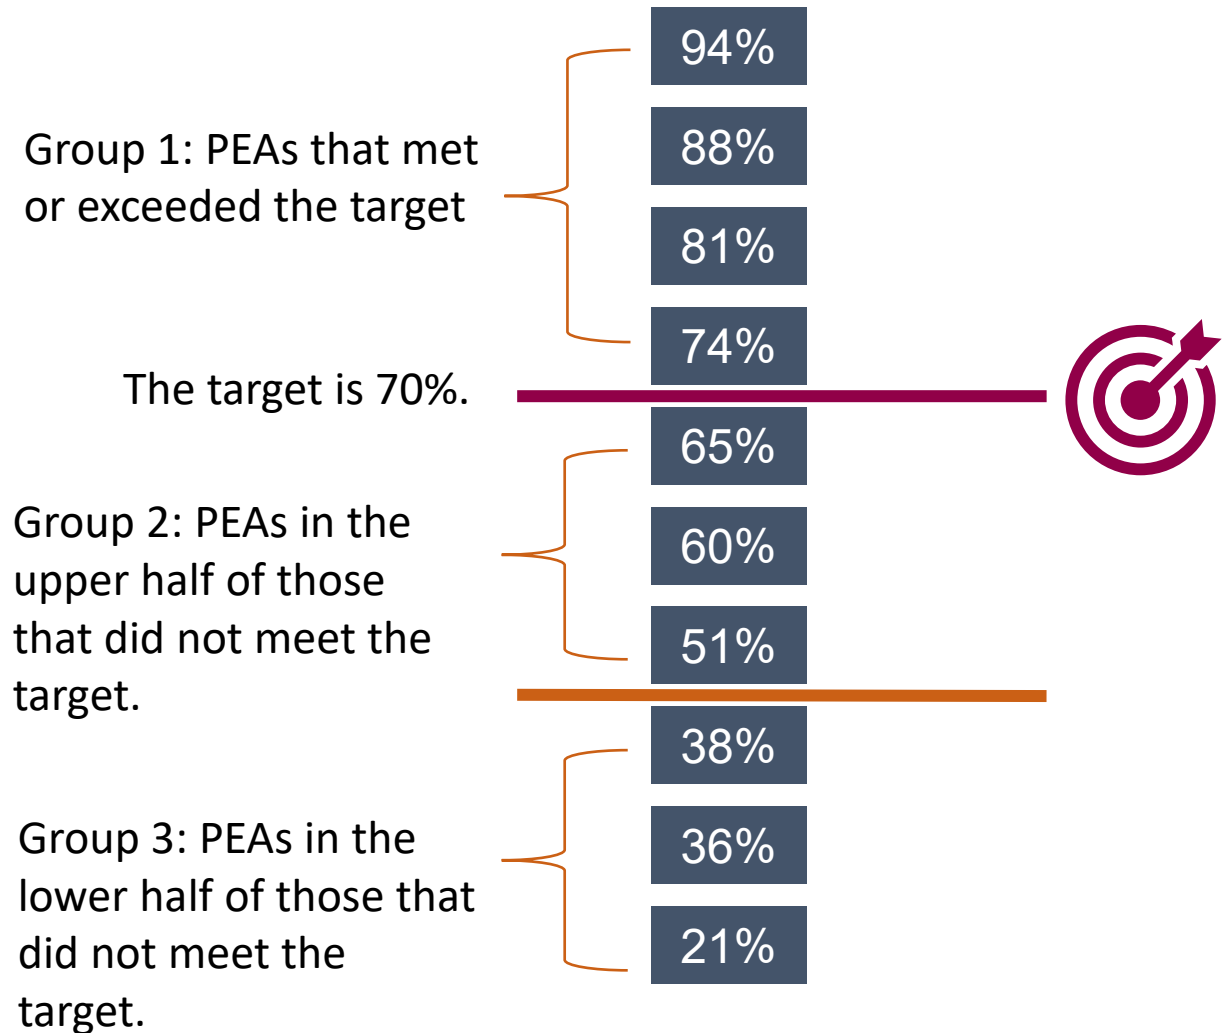 94%
88%
Group 1: PEAs that met
or exceeded the target
81%
74%
The target is 70%.
65%
60%
Group 2: PEAs in the
upper half of those
that did not meet the
target.
51%
38%
36%
Group 3: PEAs in the
lower half of those that
did not meet the
target.
21%